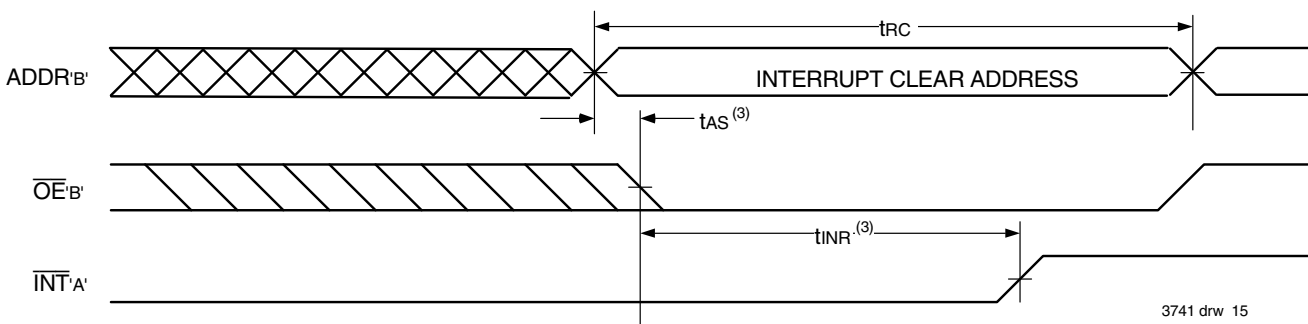 tRC
ADDR'B'
INTERRUPT CLEAR ADDRESS
tAS (3)
OE'B'
tINR (3)
INT'A'
3741 drw 15